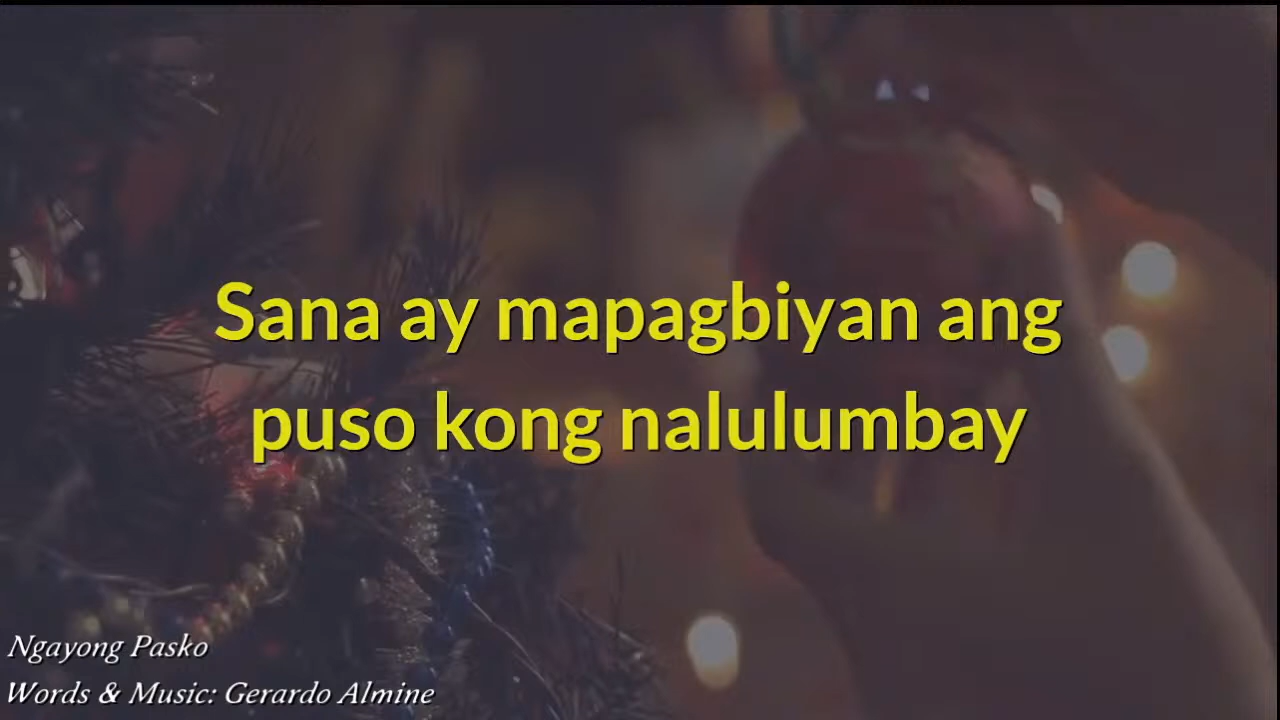 Sana ay mapagbiyan ang
puso kong nalulumbay
Ngayong Pasko
Words & Music: Gerardo Almine